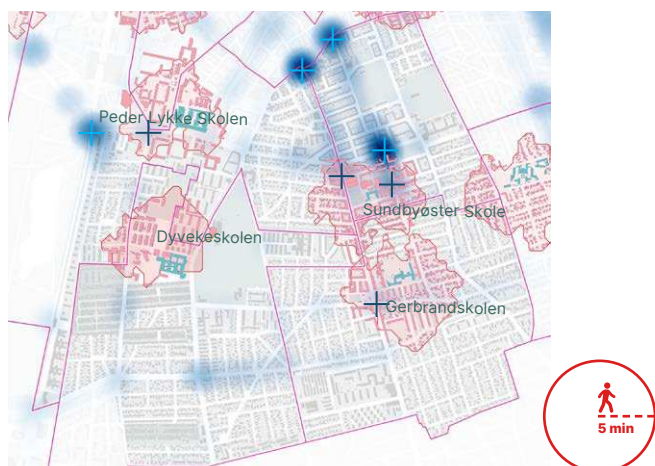 Peder Lykke Skolen
Sundbyøster Skole
Dyvekeskolen
Gerbrandskolen
5 min